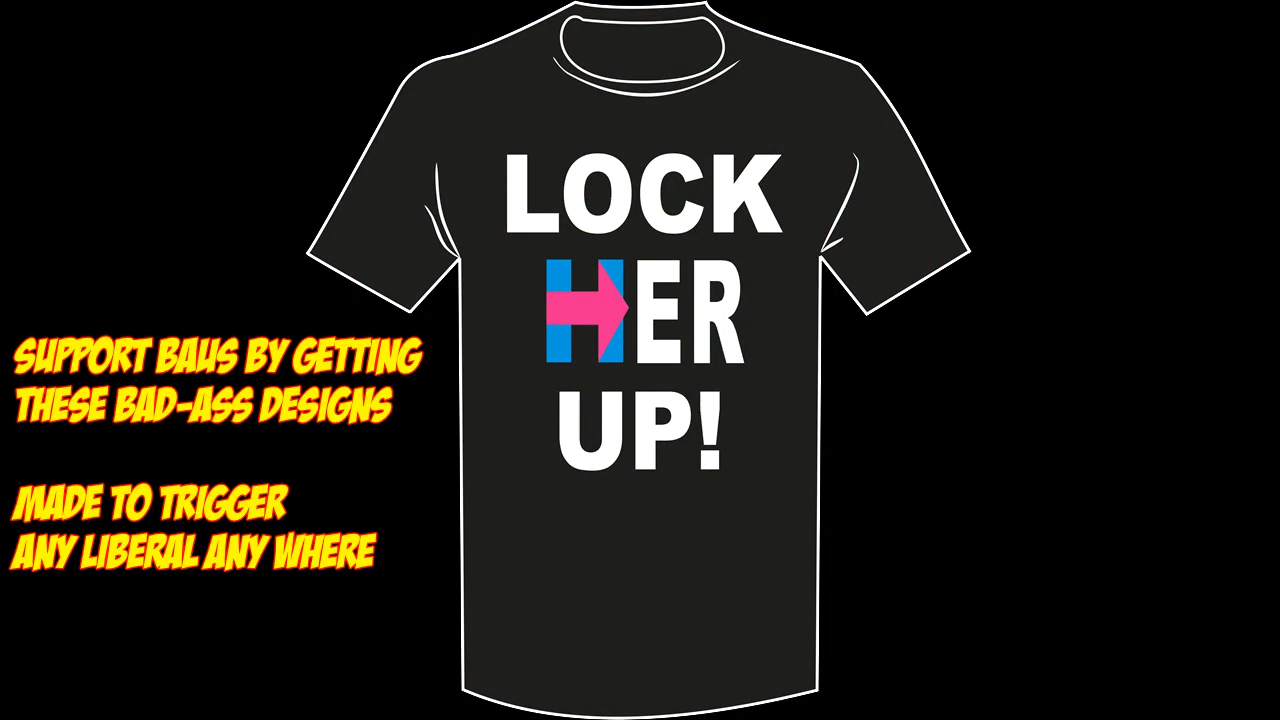 LOCK
HER
UP!
SUPPORT BAUS BY GETTING
THESE BAD-ASS DESIGNS
MADE TO TRIGGER
ANY LIBERAL ANY WHERE